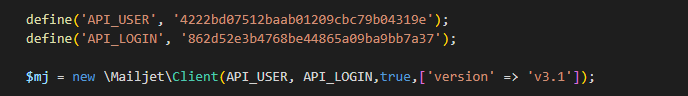 define('API_USER', '4222bd07512baab01209cbc79b04319e');
define('API_LOGIN', '862d52e3b4768be44865a09ba9bb7a37');
$mj = new \Mailjet\Client(API_USER, API_LOGIN,true,['version' => 'v3.1']);